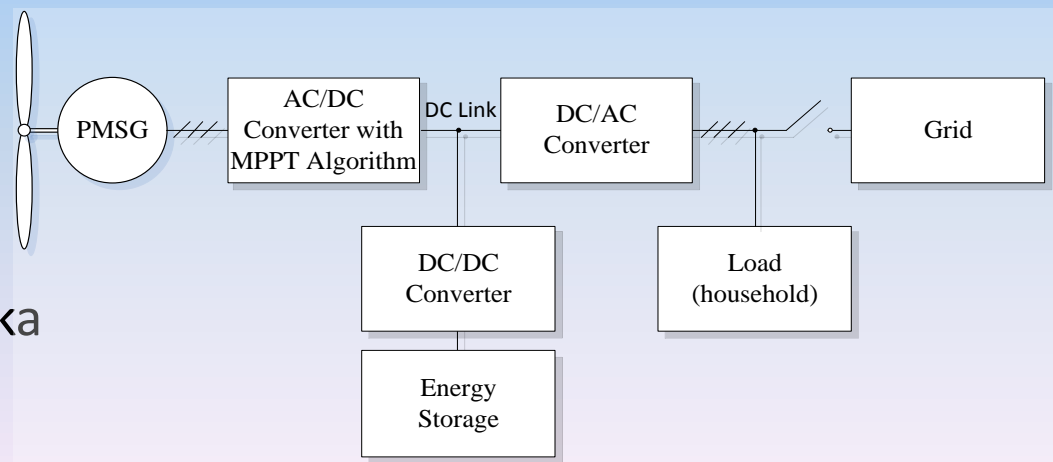 PMSG
AC/DC
Converter with
MPPT Algorithm
DC Link
DC/AC
Converter
Grid
DC/DC
Converter
Load
(household)
ka
Energy
Storage